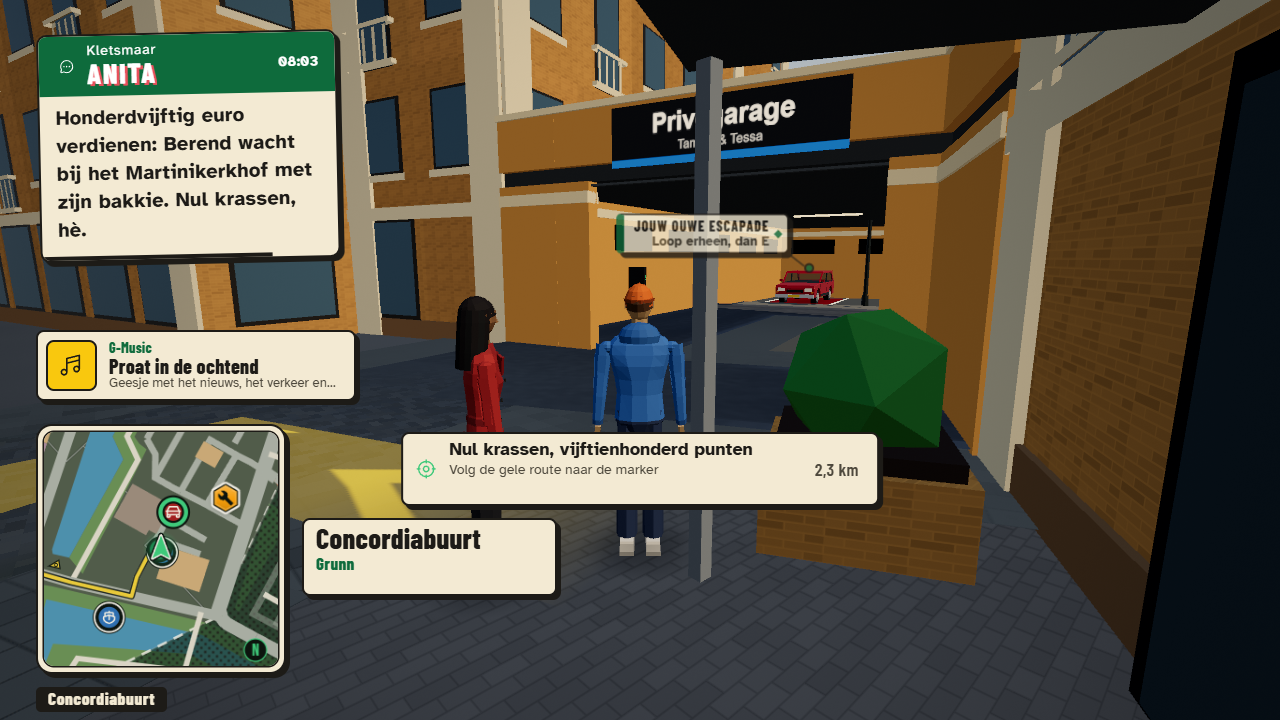 Kletsmaar
ANITA
08:03
Honderdvijftig euro
verdienen: Berend wacht
bij het Martinikerkhof met
zijn bakkie. Nul krassen,
hè.
JOUW OUWE ESCAPADE
Loop erheen, dan E
G-Music
Proat in de ochtend
Geesje met het nieuws, het verkeer en...
Nul krassen, vijftienhonderd punten
Volg de gele route naar de marker
2,3 km
Concordiabuurt
Grunn
N
Concordiabuurt